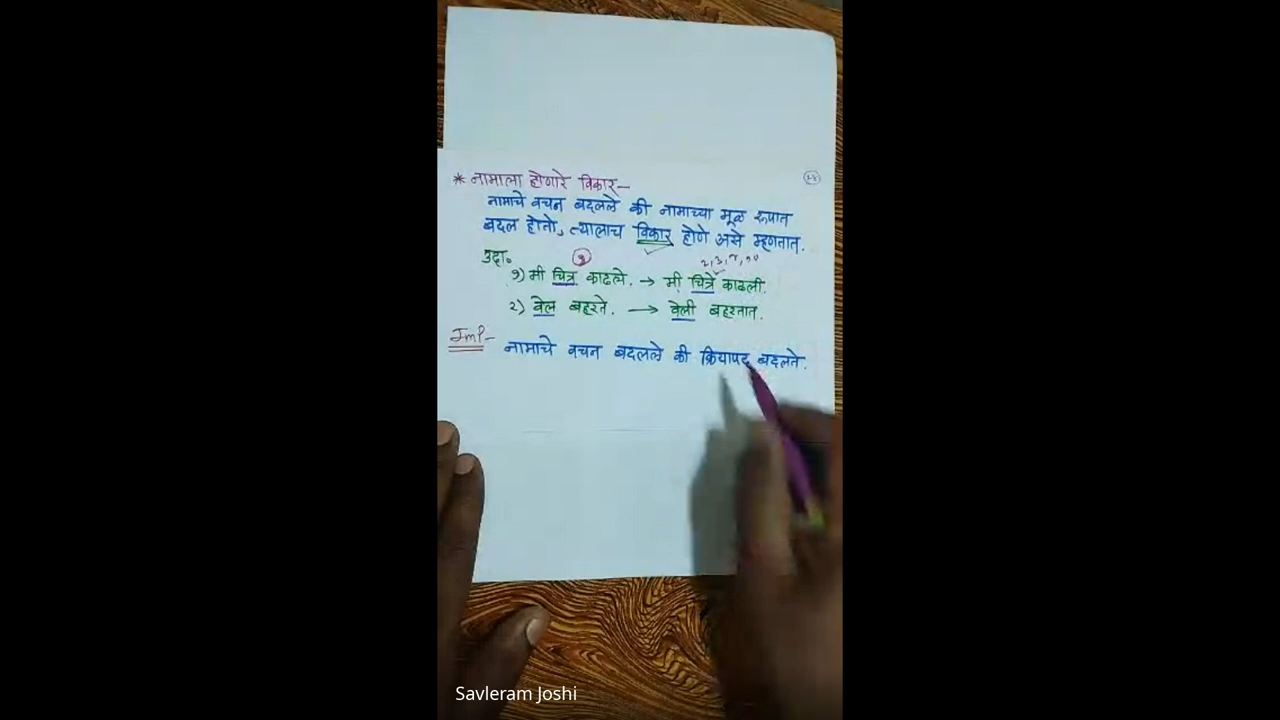 * नामाला होणारे विकार –
नामाचे वचन बदलले की नामाच्या मूळ रुपात
बदल होतो, त्यालाच विकार होणे असे म्हणतात.
उदा. १
१) मी चित्र काढले. → मी चित्रे काढली.
२) वेल बहरते. → वेली बहरतात.
Imp – नामाचे वचन बदलले की क्रियापद बदलते.
Savleram Joshi